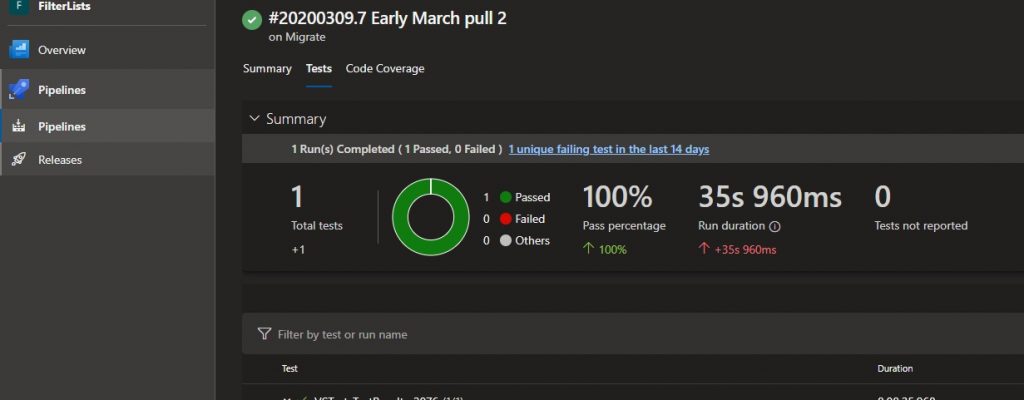 F FilterLists
Overview
Pipelines
Pipelines
Releases
#20200309.7 Early March pull 2
on Migrate
Summary Tests Code Coverage
Summary
1 Run(s) Completed ( 1 Passed, 0 Failed ) 1 unique failing test in the last 14 days
1
Total tests
+1
1 Passed
0 Failed
0 Others
100%
Pass percentage
100%
35s 960ms
Run duration
+35s 960ms
0
Tests not reported
Filter by test or run name
Test Duration